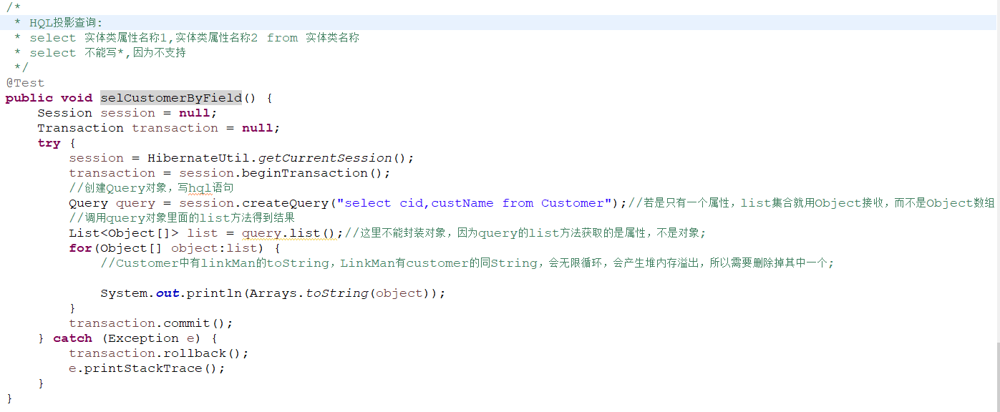 /*
 * HQL投影查询:
 * select 实体类属性名称1,实体类属性名称2 from 实体类名称
 * select 不能写*,因为不支持
 */
@Test
public void selCustomerByField() {
    Session session = null;
    Transaction transaction = null;
    try {
        session = HibernateUtil.getCurrentSession();
        transaction = session.beginTransaction();
        //创建Query对象，写hql语句
        Query query = session.createQuery("select cid,custName from Customer");//若是只有一个属性，list集合就用Object接收，而不是Object数组
        //调用query对象里面的list方法得到结果
        List<Object[]> list = query.list();//这里不能封装对象，因为query的list方法获取的是属性，不是对象;
        for(Object[] object:list) {
            //Customer中有linkMan的toString，LinkMan有customer的同String，会无限循环，会产生堆内存溢出，所以需要删除掉其中一个;
            System.out.println(Arrays.toString(object));
        }
        transaction.commit();
    } catch (Exception e) {
        transaction.rollback();
        e.printStackTrace();
    }
}